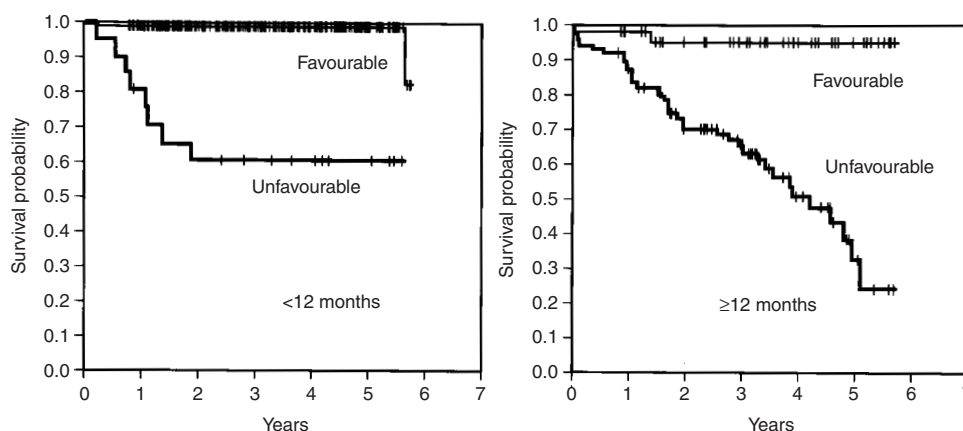 1.0
0.9
0.8
0.7
0.6
0.5
0.4
0.3
0.2
0.1
0.0
Survival probability
Favourable
Unfavourable
<12 months
0 1 2 3 4 5 6 7
Years
1.0
0.9
0.8
0.7
0.6
0.5
0.4
0.3
0.2
0.1
0.0
Survival probability
Favourable
Unfavourable
≥12 months
0 1 2 3 4 5 6 7
Years